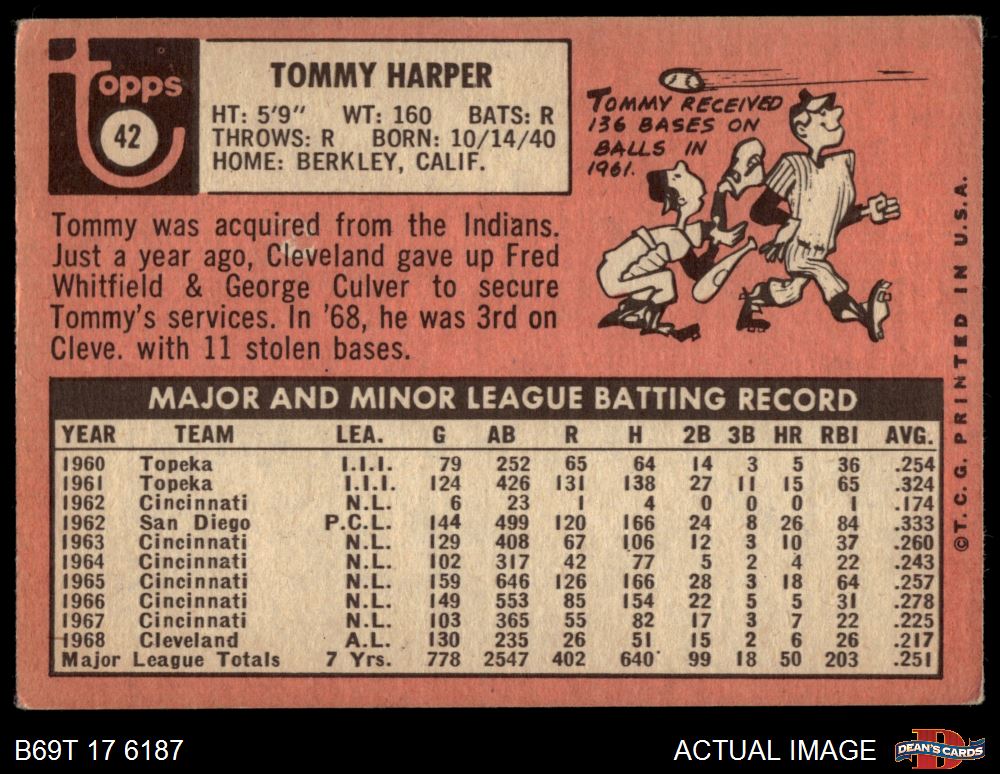 Topps
42
TOMMY HARPER
HT: 5'9" WT: 160 BATS: R
THROWS: R BORN: 10/14/40
HOME: BERKLEY, CALIF.
TOMMY RECEIVED
136 BASES ON
BALLS IN
1961.
Tommy was acquired from the Indians.
Just a year ago, Cleveland gave up Fred
Whitfield & George Culver to secure
Tommy's services. In '68, he was 3rd on
Cleve. with 11 stolen bases.
MAJOR AND MINOR LEAGUE BATTING RECORD
YEAR TEAM LEA. G AB R H 2B 3B HR RBI AVG.
1960 Topeka I.I.I. 79 252 65 64 14 3 5 36 .254
1961 Topeka I.I.I. 124 426 131 138 27 11 15 65 .324
1962 Cincinnati N.L. 6 23 1 4 0 0 0 1 .174
1962 San Diego P.C.L. 144 499 120 166 24 8 26 84 .333
1963 Cincinnati N.L. 129 408 67 106 12 3 10 37 .260
1964 Cincinnati N.L. 102 317 42 77 5 2 4 22 .243
1965 Cincinnati N.L. 159 646 126 166 28 3 18 64 .257
1966 Cincinnati N.L. 149 553 85 154 22 5 5 31 .278
1967 Cincinnati N.L. 103 365 55 82 17 3 7 22 .225
1968 Cleveland A.L. 130 235 26 51 15 2 6 26 .217
Major League Totals 7 Yrs. 778 2547 402 640 99 18 50 203 .251
©T.C.G. PRINTED IN U.S.A.
B69T 17 6187
ACTUAL IMAGE
D
DEAN'S CARDS